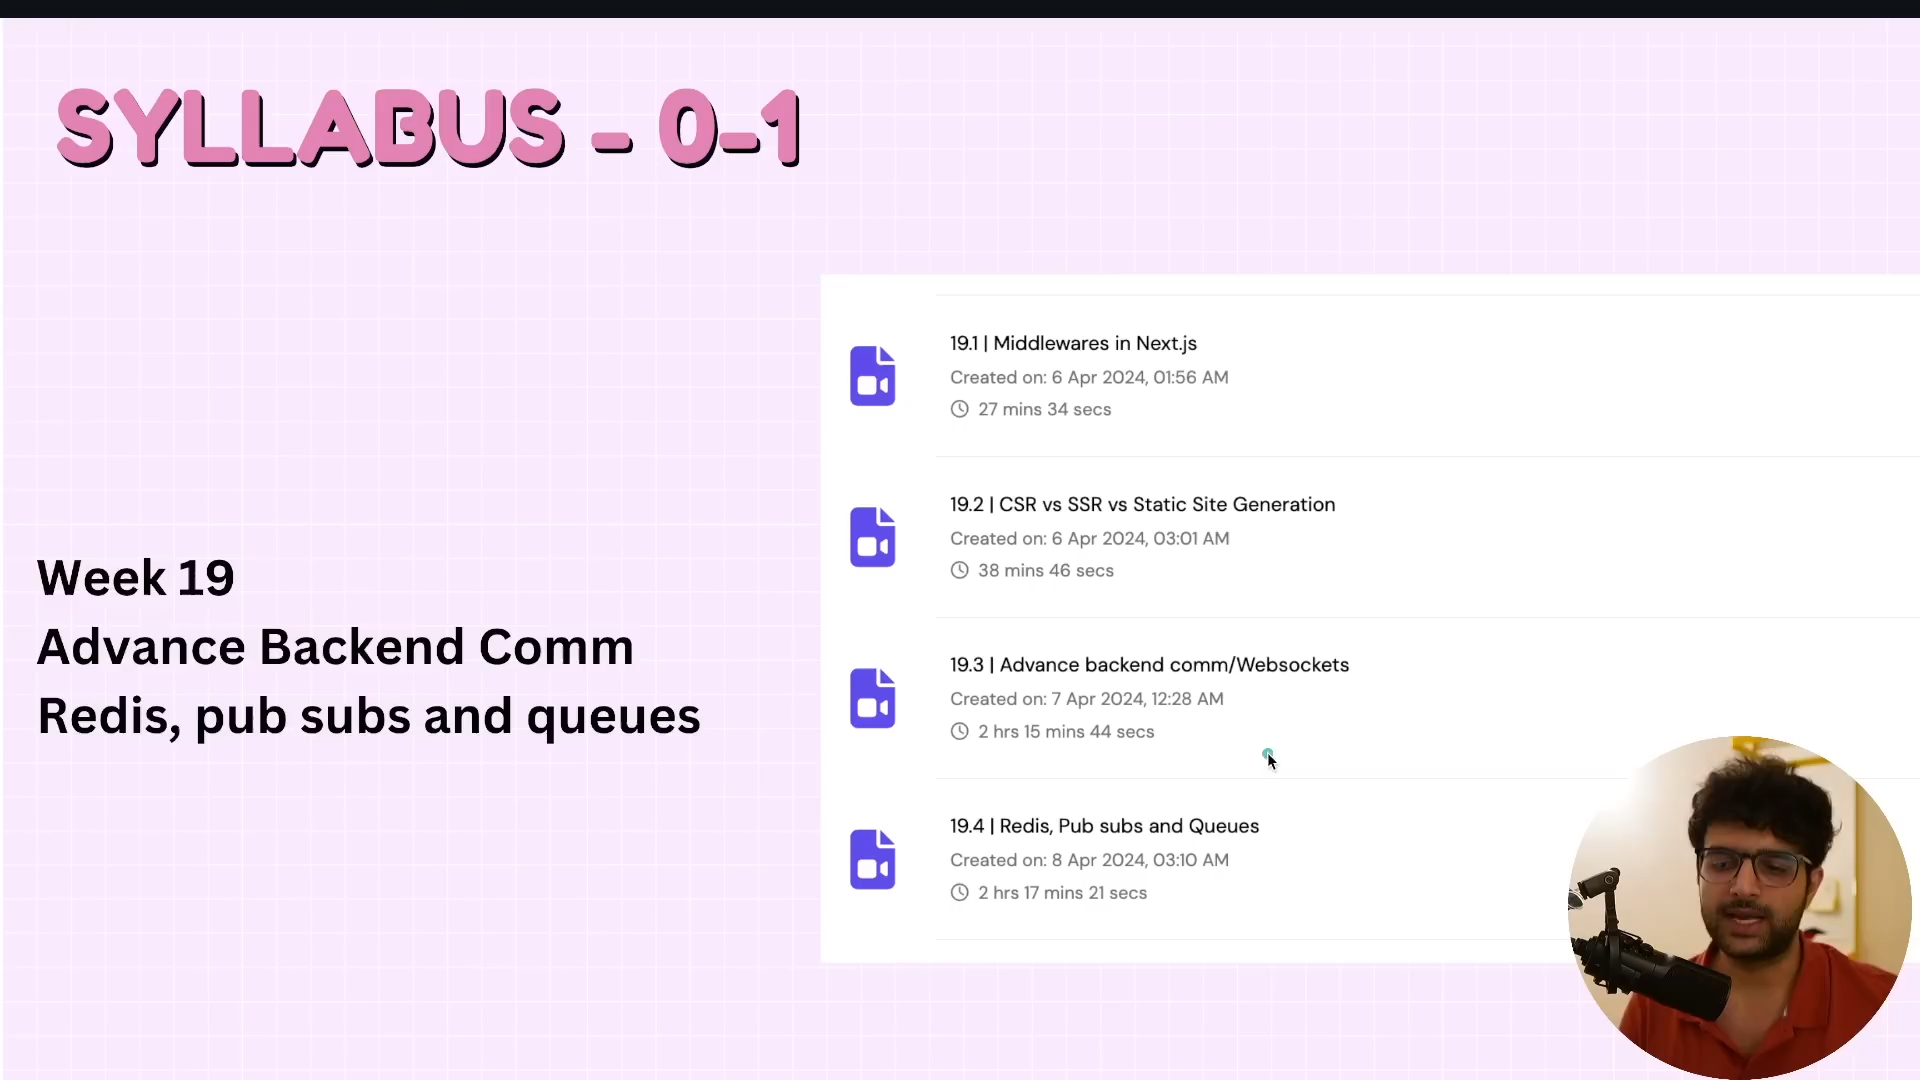 SYLLABUS - 0-1
Week 19
Advance Backend Comm
Redis, pub subs and queues
19.1 | Middlewares in Next.js
Created on: 6 Apr 2024, 01:56 AM
27 mins 34 secs
19.2 | CSR vs SSR vs Static Site Generation
Created on: 6 Apr 2024, 03:01 AM
38 mins 46 secs
19.3 | Advance backend comm/Websockets
Created on: 7 Apr 2024, 12:28 AM
2 hrs 15 mins 44 secs
19.4 | Redis, Pub subs and Queues
Created on: 8 Apr 2024, 03:10 AM
2 hrs 17 mins 21 secs